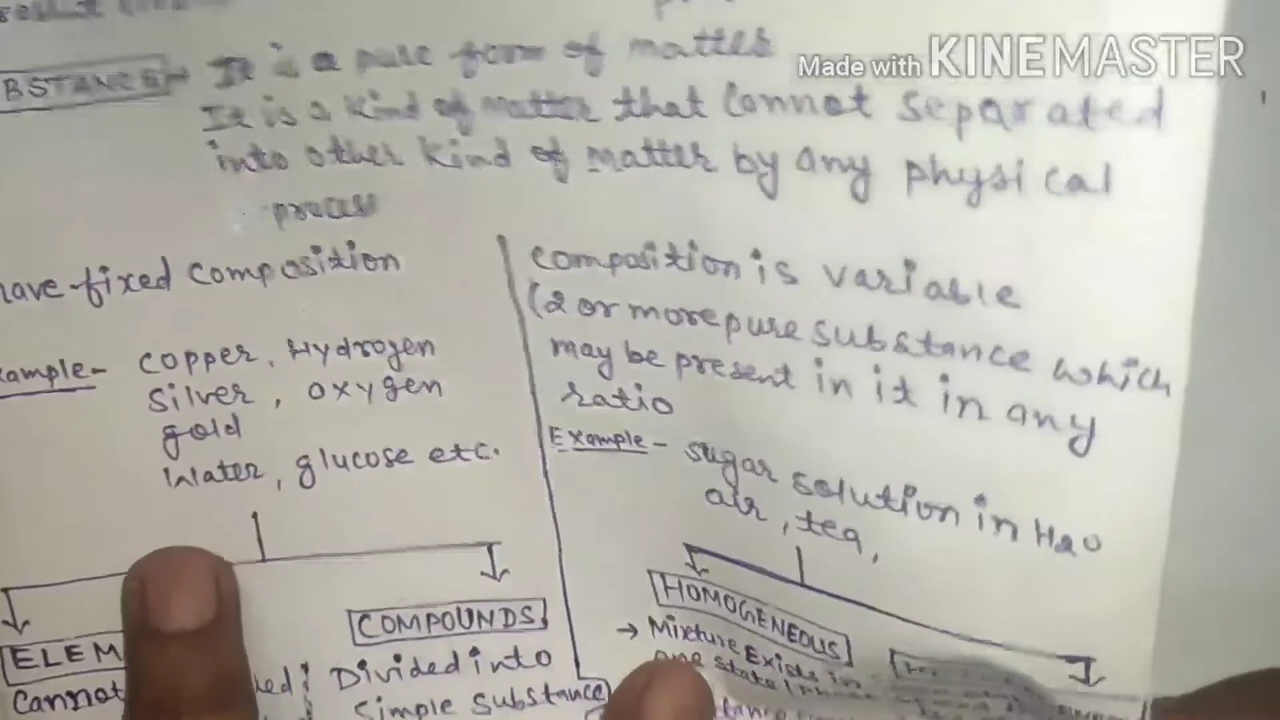 Made with KINEMASTER
BSTANCE It is a pure form of matter
It is a kind of matter that cannot separated
into other kind of matter by any physical
process
have fixed composition
xample- copper, Hydrogen
silver, oxygen
gold
Water, glucose etc.
ELEM
Cannot
COMPOUNDS
Divided into
Simple substance
composition is variable
(2 or more pure substance which
may be present in it in any
ratio
Example- sugar solution in H2O
air, tea,
HOMOGENEOUS
→ Mixture Exists in
one state